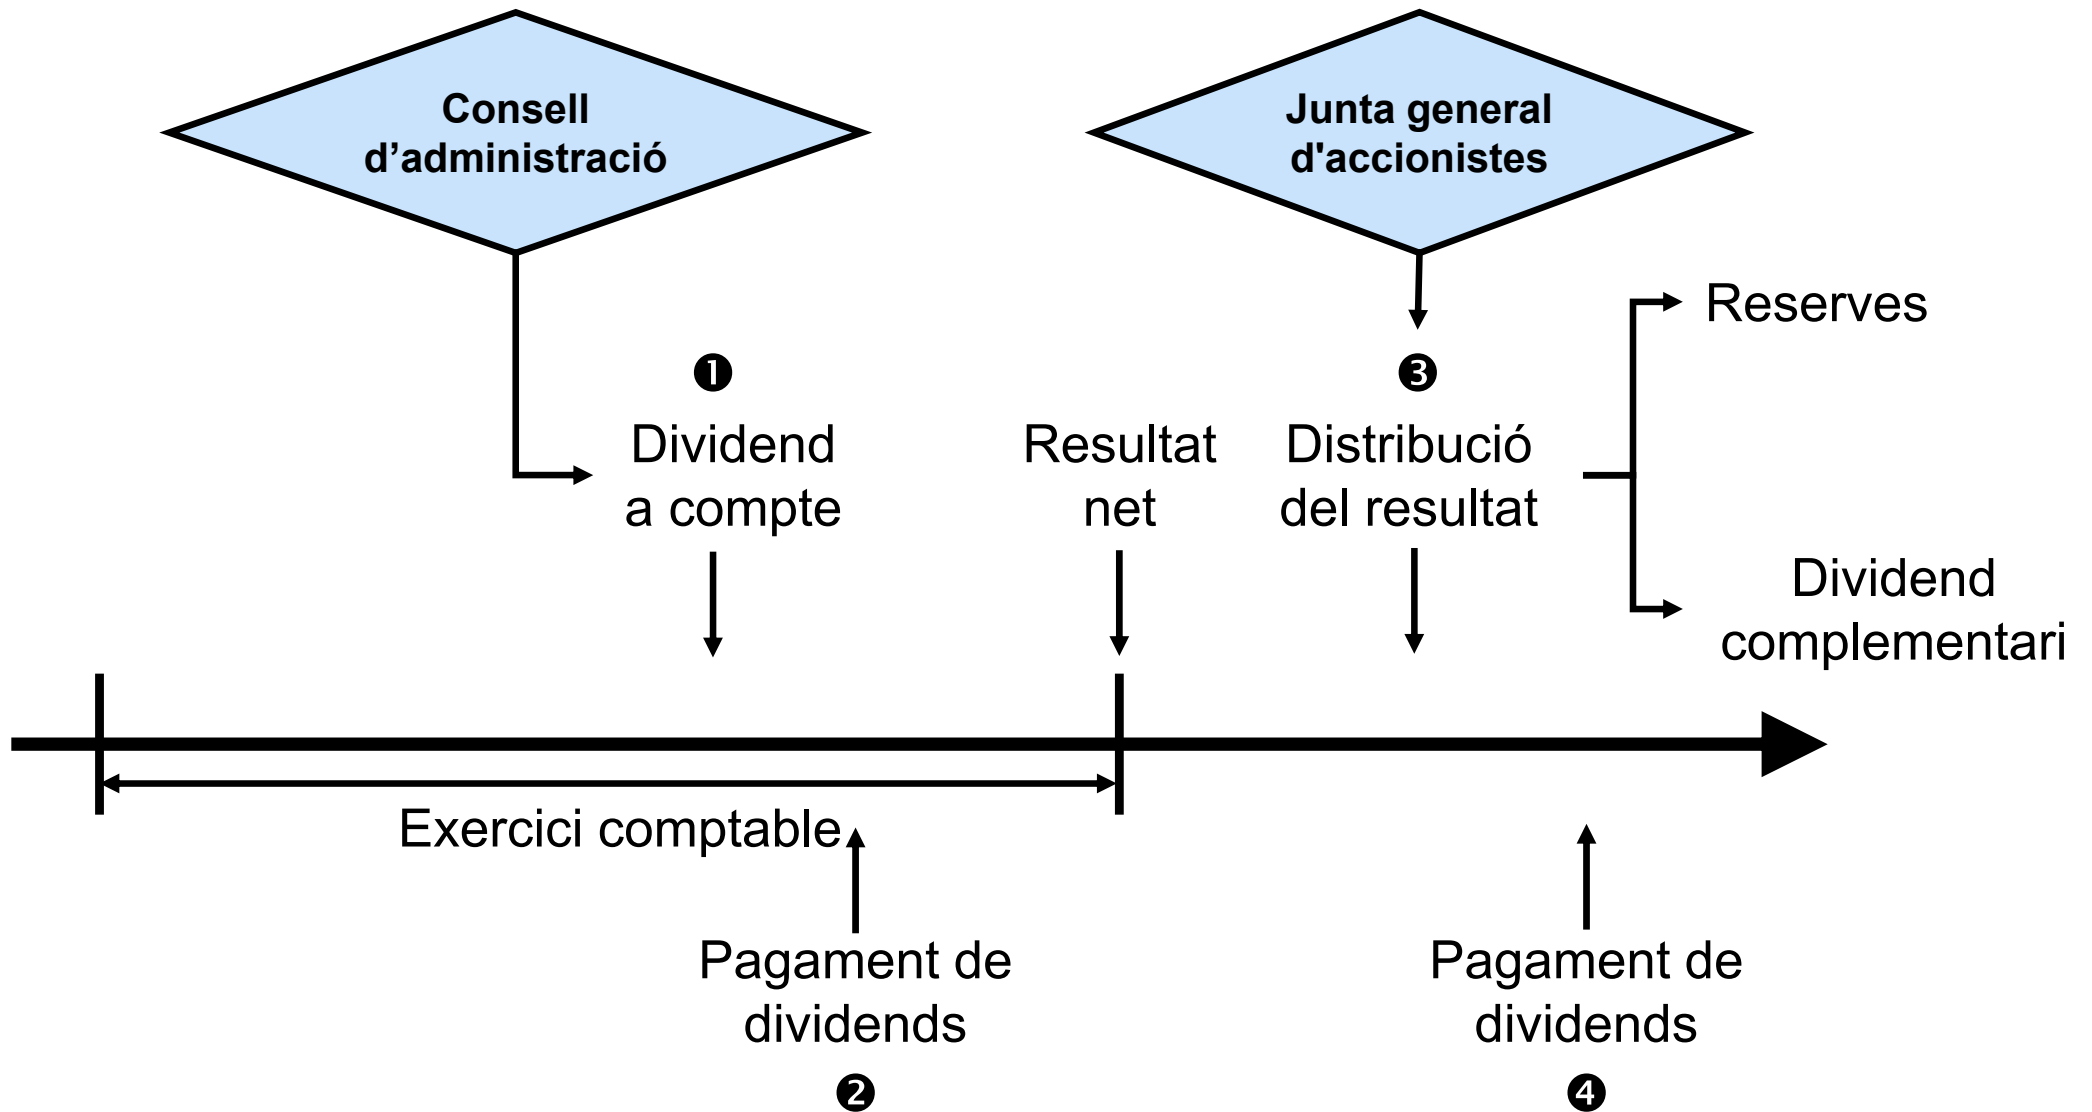 Consell
d’administració
Junta general
d'accionistes
Reserves
❶
❸
Dividend
a compte
Resultat
net
Distribució
del resultat
Dividend
complementari
Exercici comptable
Pagament de
dividends
❷
Pagament de
dividends
❹